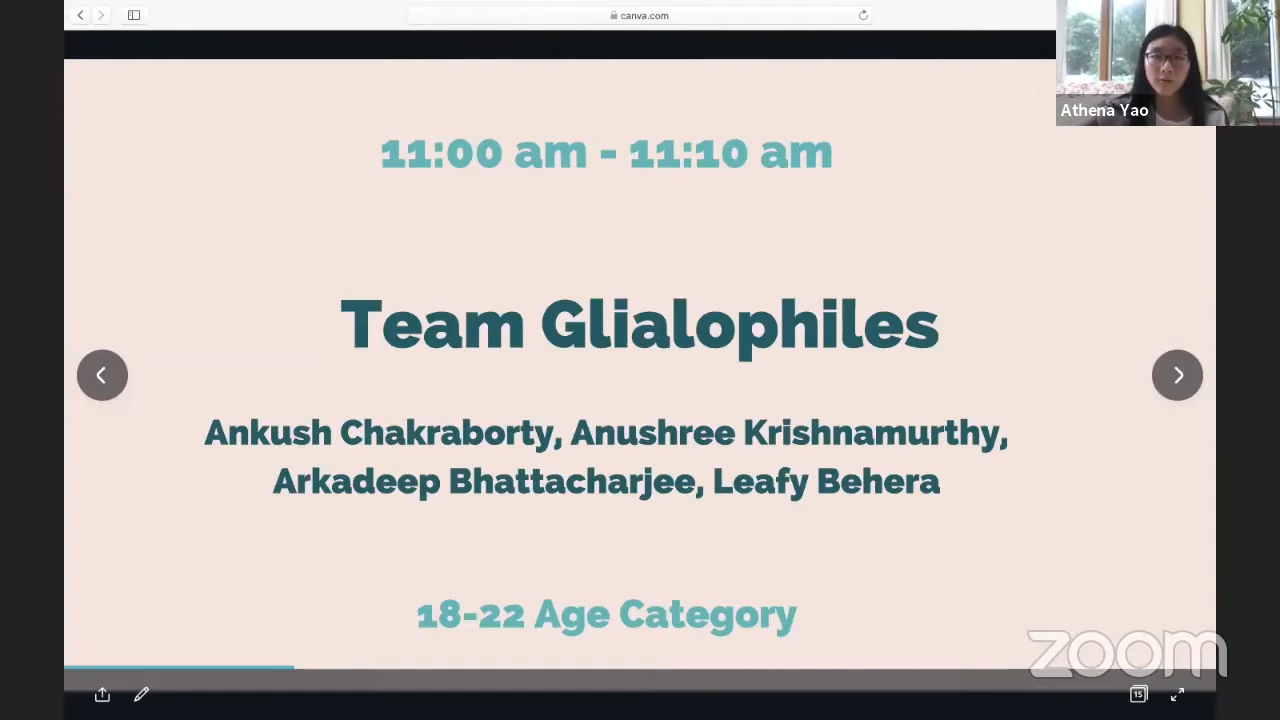 canva.com
Athena Yao
11:00 am - 11:10 am
Team Glialophiles
Ankush Chakraborty, Anushree Krishnamurthy,
Arkadeep Bhattacharjee, Leafy Behera
18-22 Age Category
zoom
15